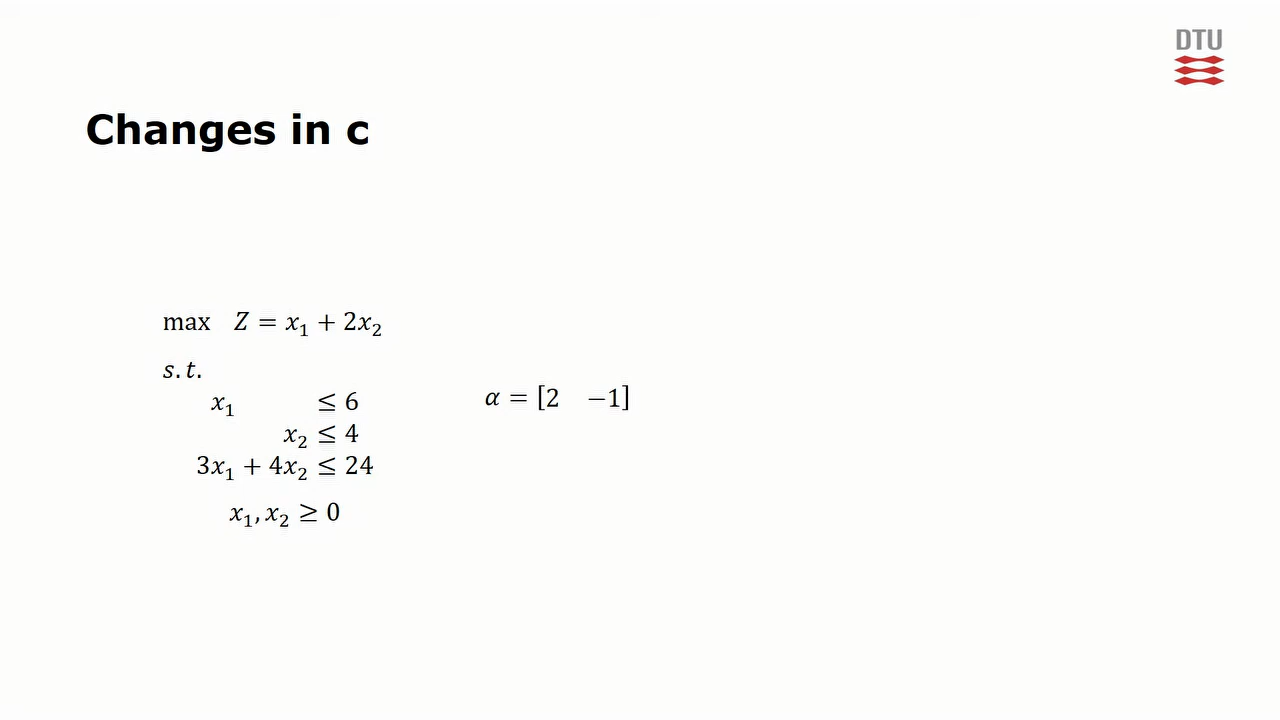 DTU
Changes in c
max Z = x₁ + 2x₂
s.t.
x₁ ≤ 6
α = [2 −1]
x₂ ≤ 4
3x₁ + 4x₂ ≤ 24
x₁, x₂ ≥ 0